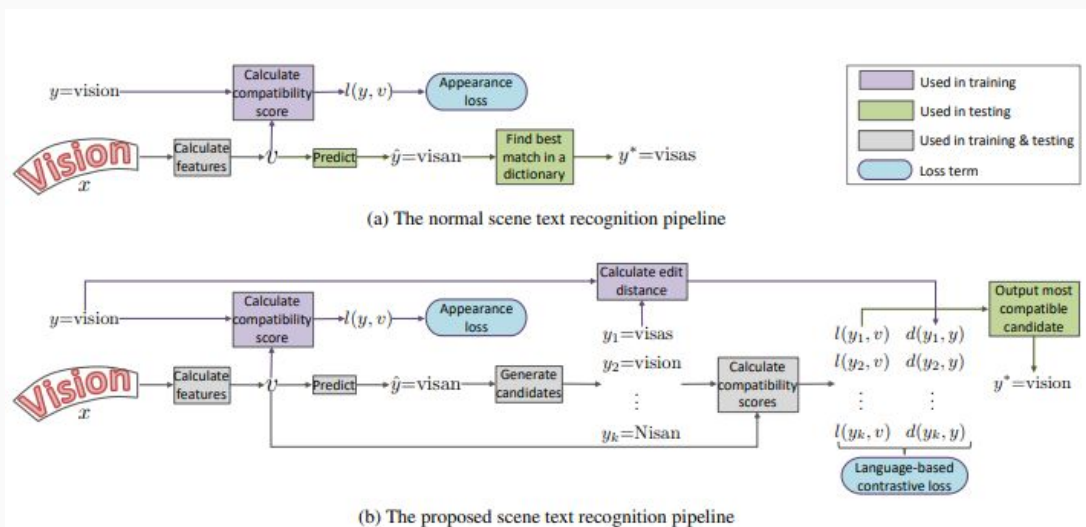 Calculate compatibility score
y=vision
l(y, v)
Appearance loss
Vision
x
Calculate features
v
Predict
ŷ=visan
Find best match in a dictionary
y*=visas
Used in training
Used in testing
Used in training & testing
Loss term
(a) The normal scene text recognition pipeline
Calculate edit distance
Calculate compatibility score
y=vision
l(y, v)
Appearance loss
Output most compatible candidate
y₁=visas
l(y₁, v) d(y₁, y)
y₂=vision
l(y₂, v) d(y₂, y)
Vision
x
Calculate features
v
Predict
ŷ=visan
Generate candidates
⋮
Calculate compatibility scores
⋮ ⋮
y*=vision
yₖ=Nisan
l(yₖ, v) d(yₖ, y)
Language-based contrastive loss
(b) The proposed scene text recognition pipeline